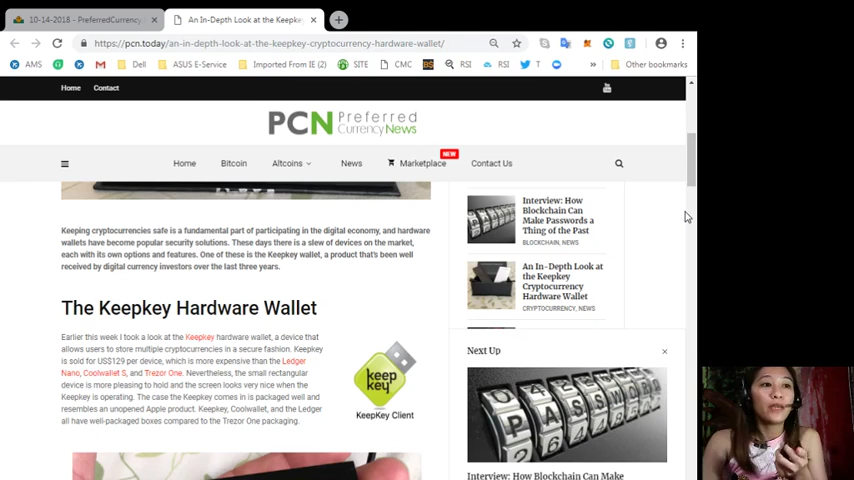 10-14-2018 - PreferredCurrency
An In-Depth Look at the Keepkey
https://pcn.today/an-in-depth-look-at-the-keepkey-cryptocurrency-hardware-wallet/
AMS
Dell
ASUS E-Service
Imported From IE (2)
SITE
CMC
RSI
RSI
T
Other bookmarks
Home
Contact
PCN Preferred
Currency News
NEW
Home
Bitcoin
Altcoins
News
Marketplace
Contact Us
Keeping cryptocurrencies safe is a fundamental part of participating in the digital economy, and hardware
wallets have become popular security solutions. These days there is a slew of devices on the market,
each with its own options and features. One of these is the Keepkey wallet, a product that's been well
received by digital currency investors over the last three years.
The Keepkey Hardware Wallet
Earlier this week I took a look at the Keepkey hardware wallet, a device that
allows users to store multiple cryptocurrencies in a secure fashion. Keepkey
is sold for US$129 per device, which is more expensive than the Ledger
Nano, Coolwallet S, and Trezor One. Nevertheless, the small rectangular
device is more pleasing to hold and the screen looks very nice when the
Keepkey is operating. The case the Keepkey comes in is packaged well and
resembles an unopened Apple product. Keepkey, Coolwallet, and the Ledger
all have well-packaged boxes compared to the Trezor One packaging.
keep
key
KeepKey Client
Interview: How
Blockchain Can
Make Passwords a
Thing of the Past
BLOCKCHAIN, NEWS
An In-Depth Look at
the Keepkey
Cryptocurrency
Hardware Wallet
CRYPTOCURRENCY, NEWS
Next Up
PASSWORD
Interview: How Blockchain Can Make